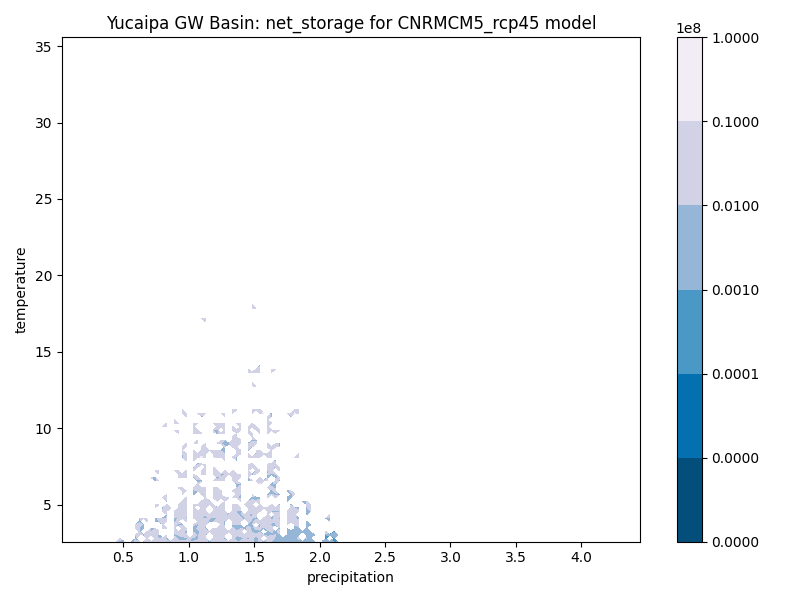 Yucaipa GW Basin: net_storage for CNRMCM5_rcp45 model
1e8
35
30
25
20
15
10
5
temperature
0.5 1.0 1.5 2.0 2.5 3.0 3.5 4.0
precipitation
1.0000
0.1000
0.0100
0.0010
0.0001
0.0000
0.0000